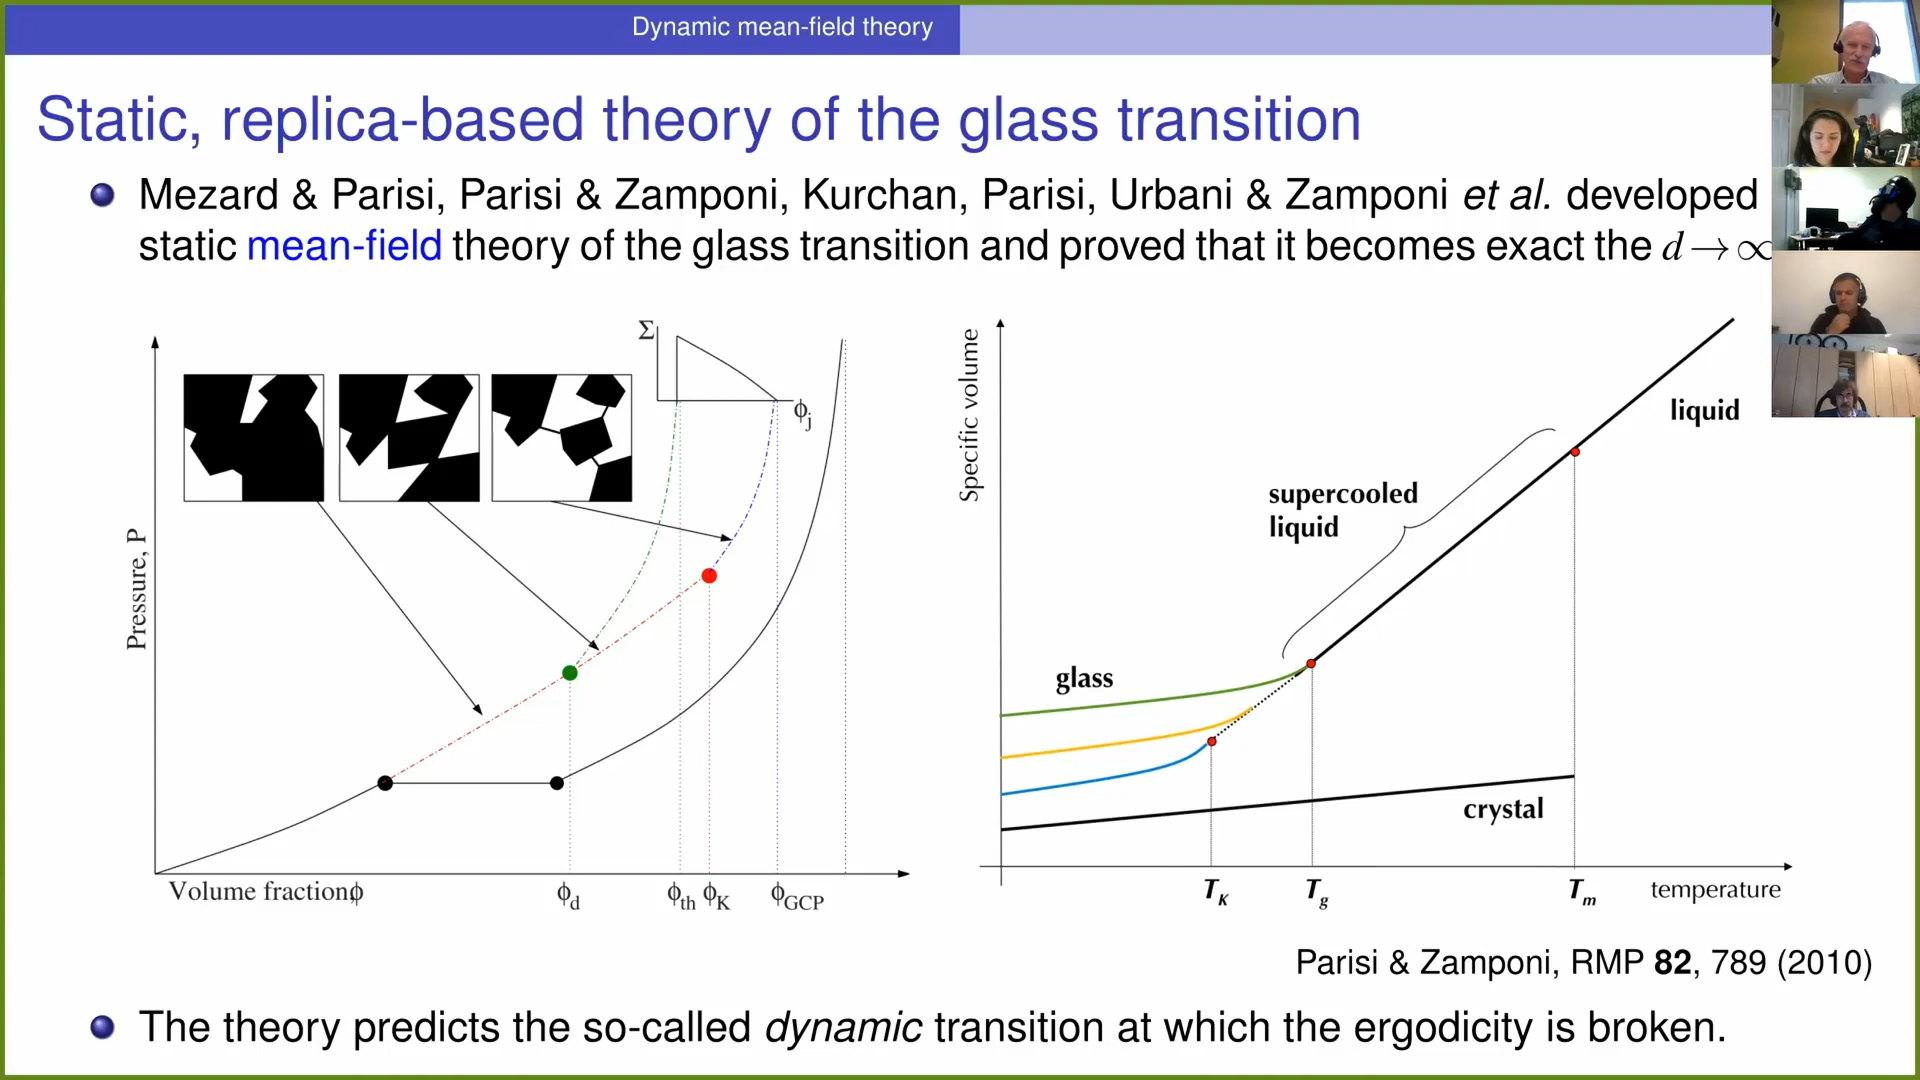 Dynamic mean-field theory
Static, replica-based theory of the glass transition
Mezard & Parisi, Parisi & Zamponi, Kurchan, Parisi, Urbani & Zamponi et al. developed
static mean-field theory of the glass transition and proved that it becomes exact the d → ∞
Σ
ϕj
Pressure, P
Volume fraction,ϕ
ϕd
ϕth
ϕK
ϕGCP
Specific volume
liquid
supercooled
liquid
glass
crystal
TK
Tg
Tm
temperature
Parisi & Zamponi, RMP 82, 789 (2010)
The theory predicts the so-called dynamic transition at which the ergodicity is broken.